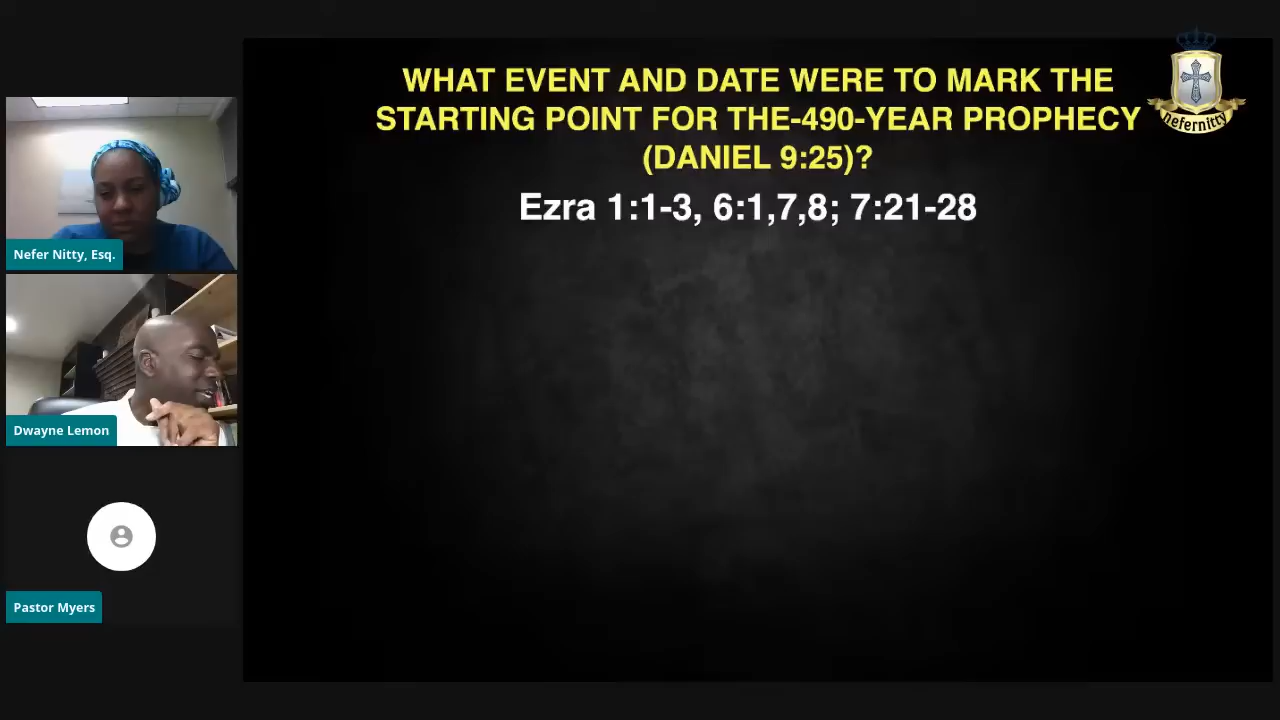 WHAT EVENT AND DATE WERE TO MARK THE
STARTING POINT FOR THE-490-YEAR PROPHECY
(DANIEL 9:25)?
Ezra 1:1-3, 6:1,7,8; 7:21-28
nefernitty
Nefer Nitty, Esq.
Dwayne Lemon
Pastor Myers